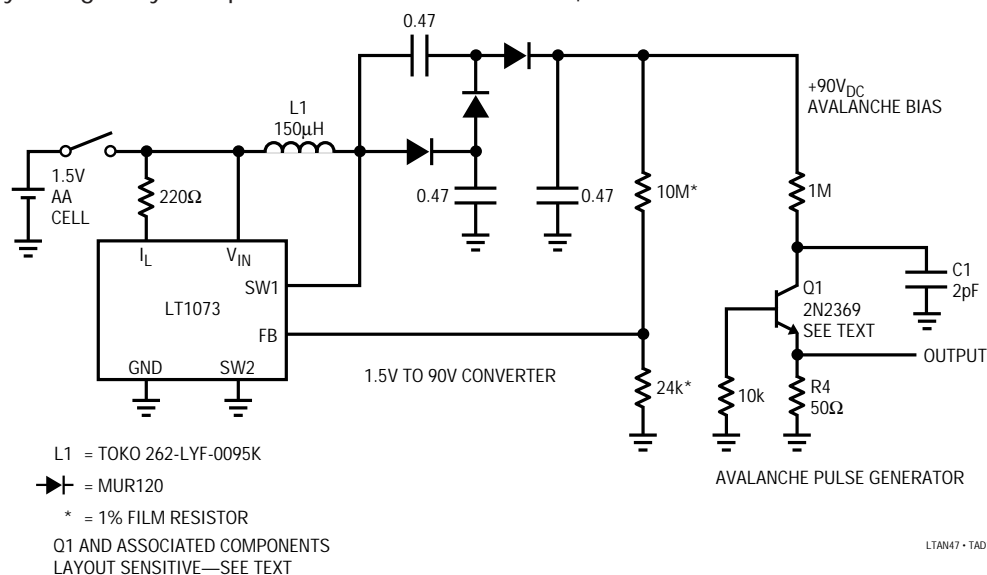 0.47
+90VDC
AVALANCHE BIAS
L1
150µH
1.5V
AA
CELL
220Ω
0.47
0.47
10M*
1M
IL
VIN
SW1
LT1073
FB
GND
SW2
C1
2pF
Q1
2N2369
SEE TEXT
OUTPUT
1.5V TO 90V CONVERTER
24k*
10k
R4
50Ω
AVALANCHE PULSE GENERATOR
L1 = TOKO 262-LYF-0095K
= MUR120
* = 1% FILM RESISTOR
Q1 AND ASSOCIATED COMPONENTS
LAYOUT SENSITIVE—SEE TEXT
LTAN47 • TAD